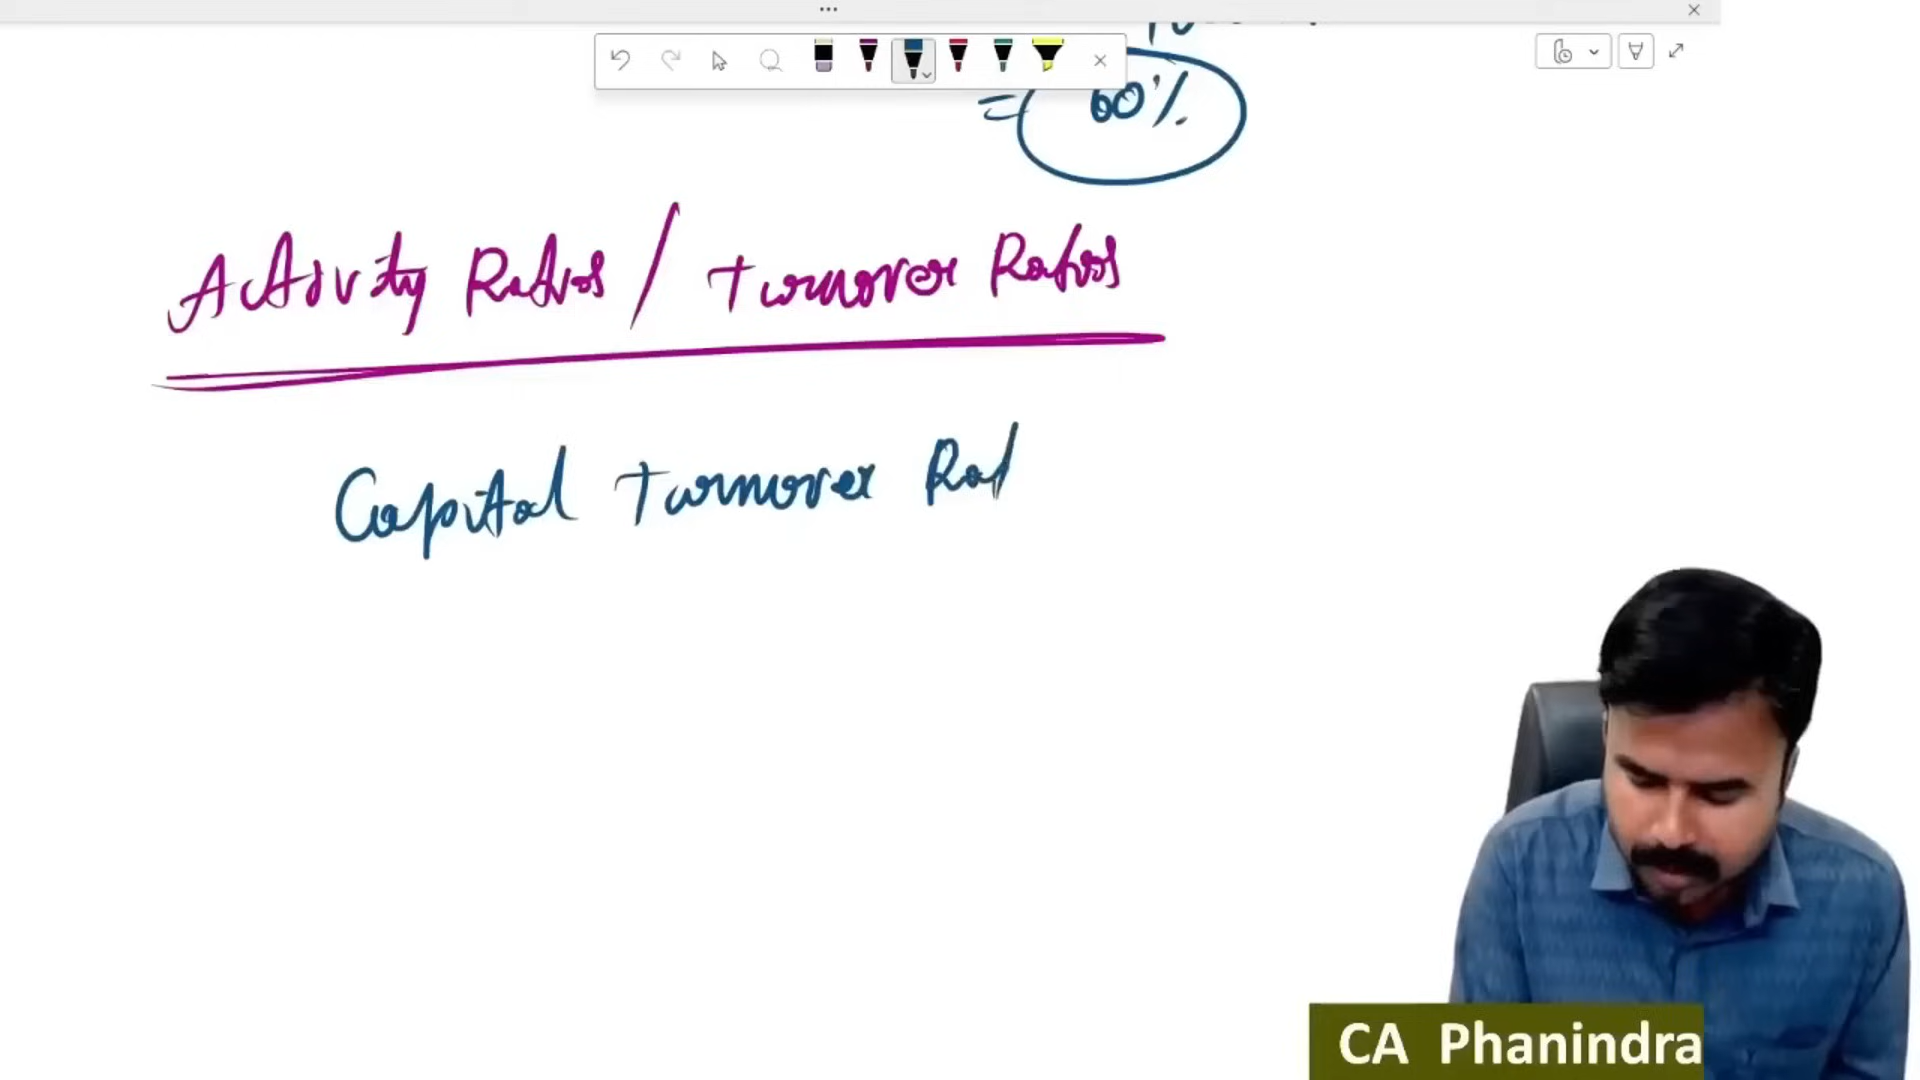 = 60%
Activity Ratios / Turnover Ratios
Capital Turnover Rat
CA Phanindra